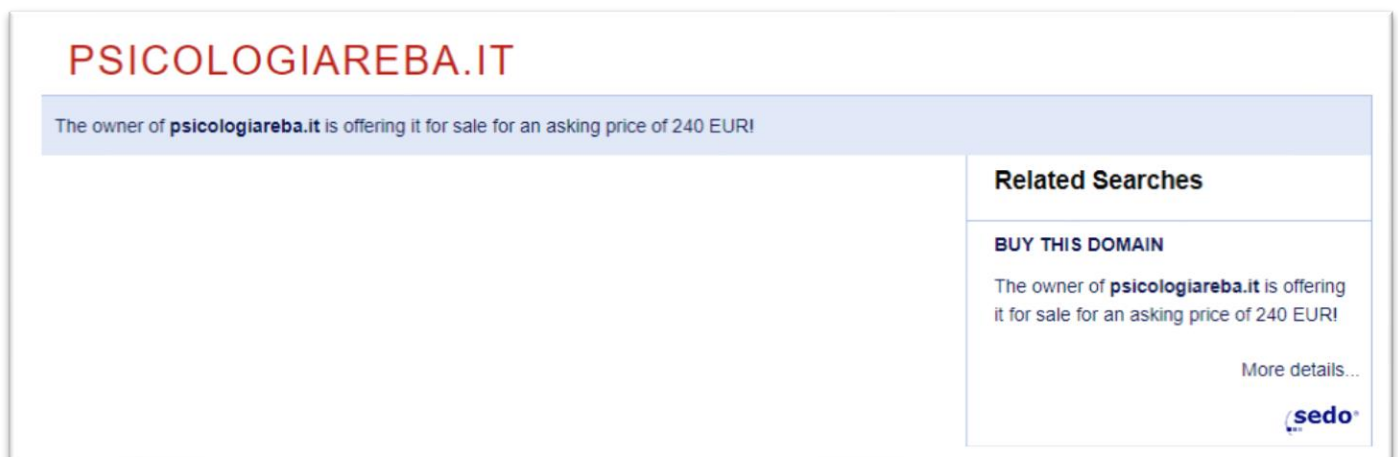 PSICOLOGIAREBA.IT
The owner of psicologiareba.it is offering it for sale for an asking price of 240 EUR!
Related Searches
BUY THIS DOMAIN
The owner of psicologiareba.it is offering
it for sale for an asking price of 240 EUR!
More details...
sedo